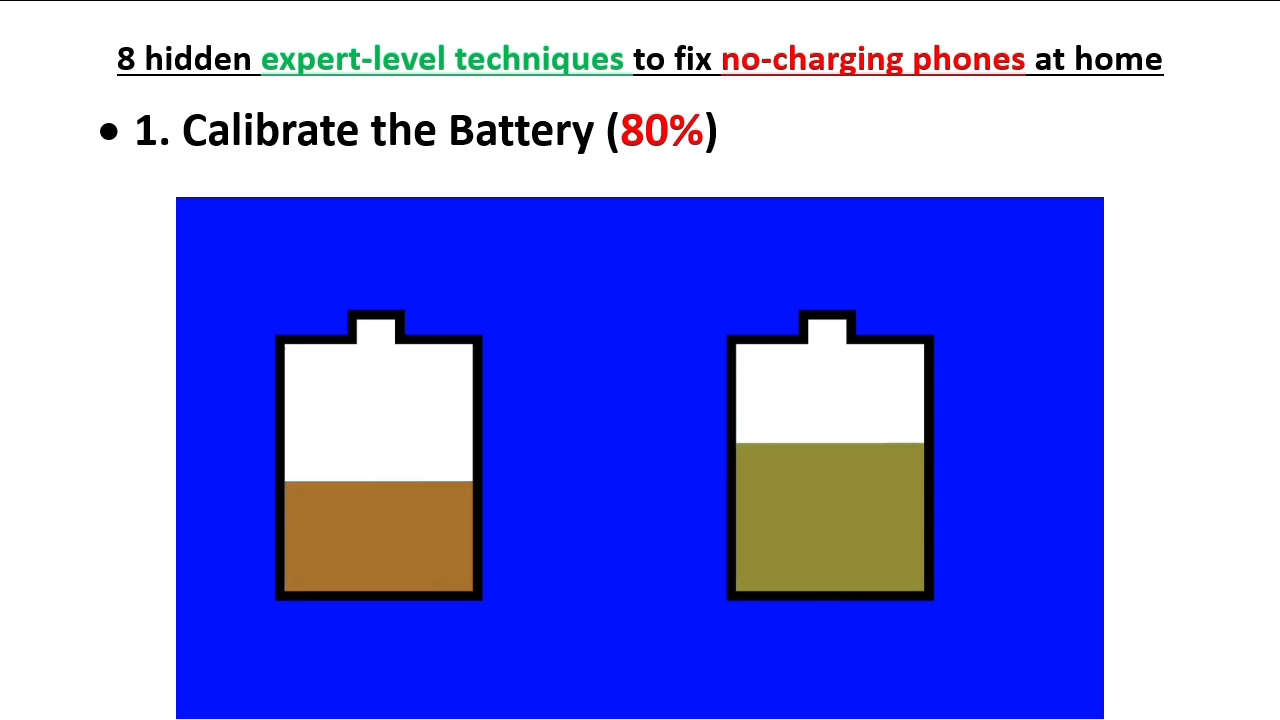 8 hidden expert-level techniques to fix no-charging phones at home
• 1. Calibrate the Battery (80%)